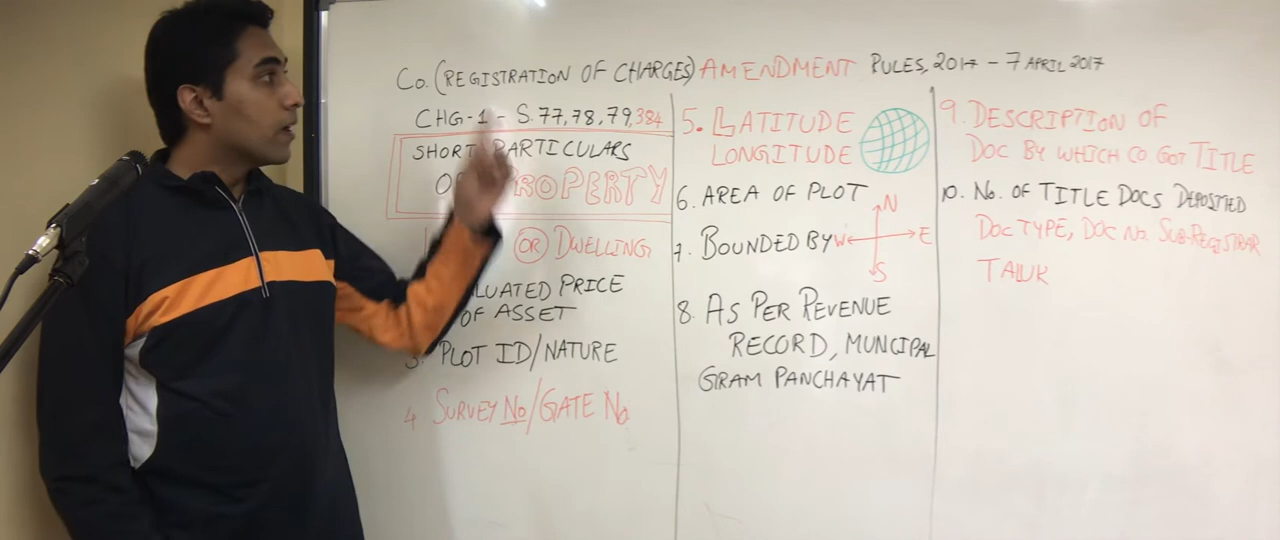 Co. (REGISTRATION OF CHARGES) AMENDMENT RULES, 2017 - 7 APRIL 2017
CHG-1 - S. 77, 78, 79, 384
SHORT PARTICULARS
PROPERTY
OR DWELLING
PRICE
OF ASSET
3. PLOT ID/NATURE
4 SURVEY No/GATE No.
5. LATITUDE
LONGITUDE
6. AREA OF PLOT
7. BOUNDED BY W N E S
8. AS PER REVENUE
RECORD, MUNCIPAL
GRAM PANCHAYAT
9. DESCRIPTION OF
DOC BY WHICH CO GOT TITLE
10. No. OF TITLE DOCS DEPOSITED
DOC TYPE, DOC No. SUB-REGISTRAR
TALUK